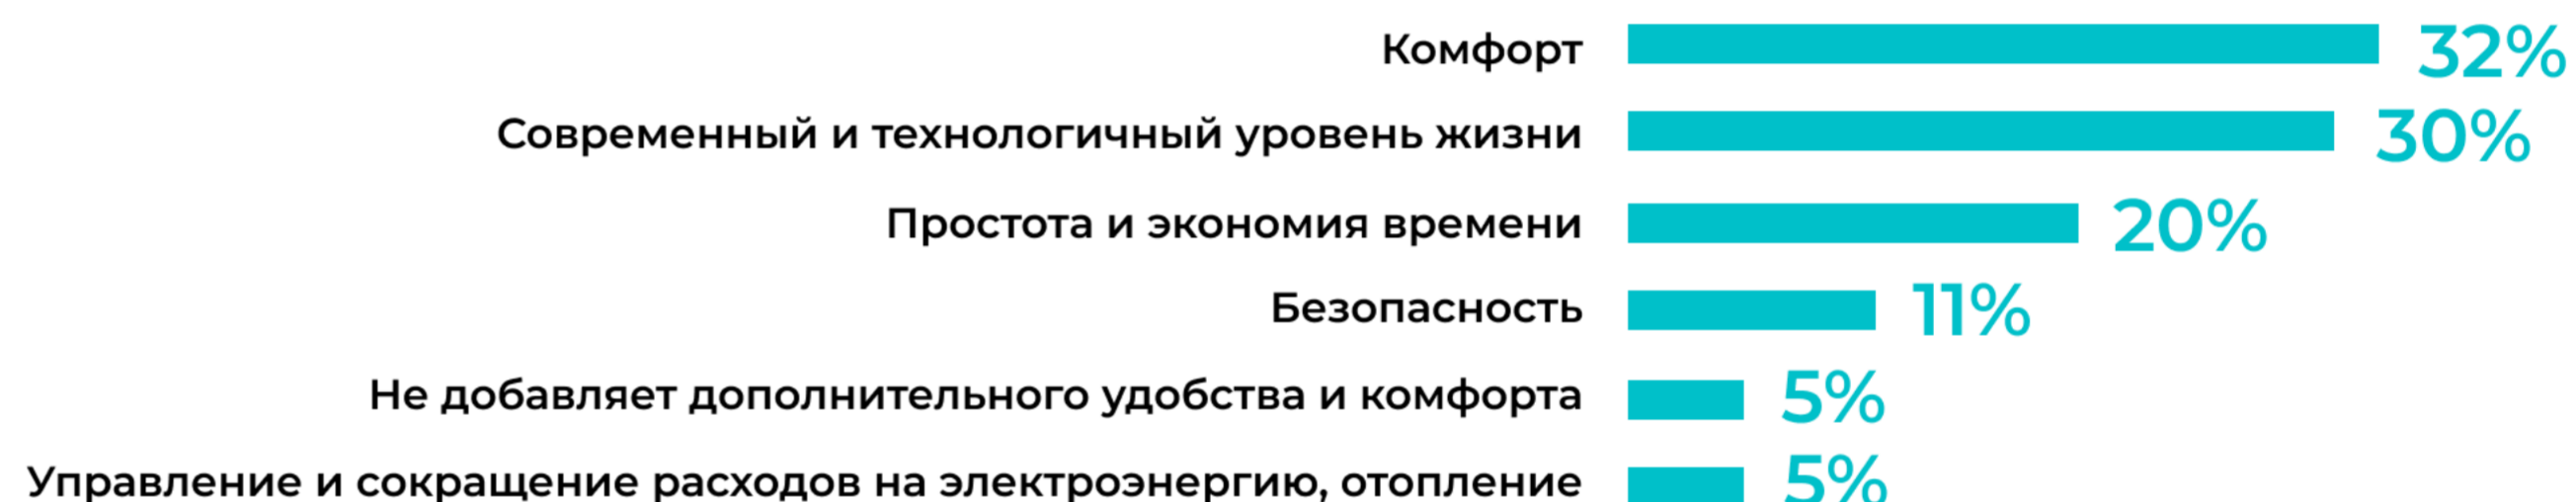 Комфорт 32%
Современный и технологичный уровень жизни 30%
Простота и экономия времени 20%
Безопасность 11%
Не добавляет дополнительного удобства и комфорта 5%
Управление и сокращение расходов на электроэнергию, отопление 5%